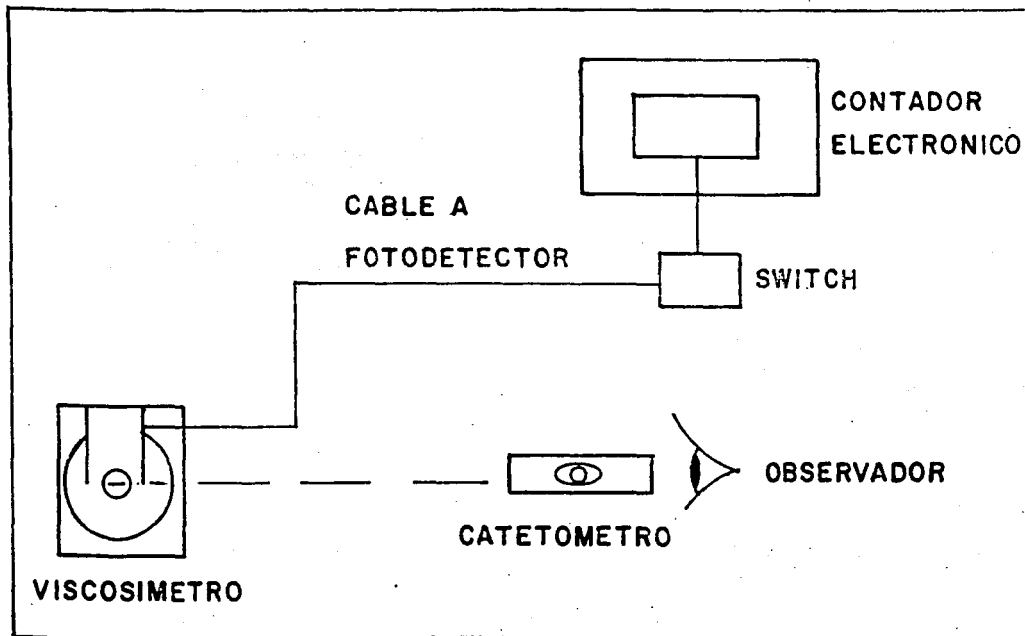 CONTADOR
ELECTRONICO
CABLE A
FOTODETECTOR
SWITCH
OBSERVADOR
CATETOMETRO
VISCOSIMETRO